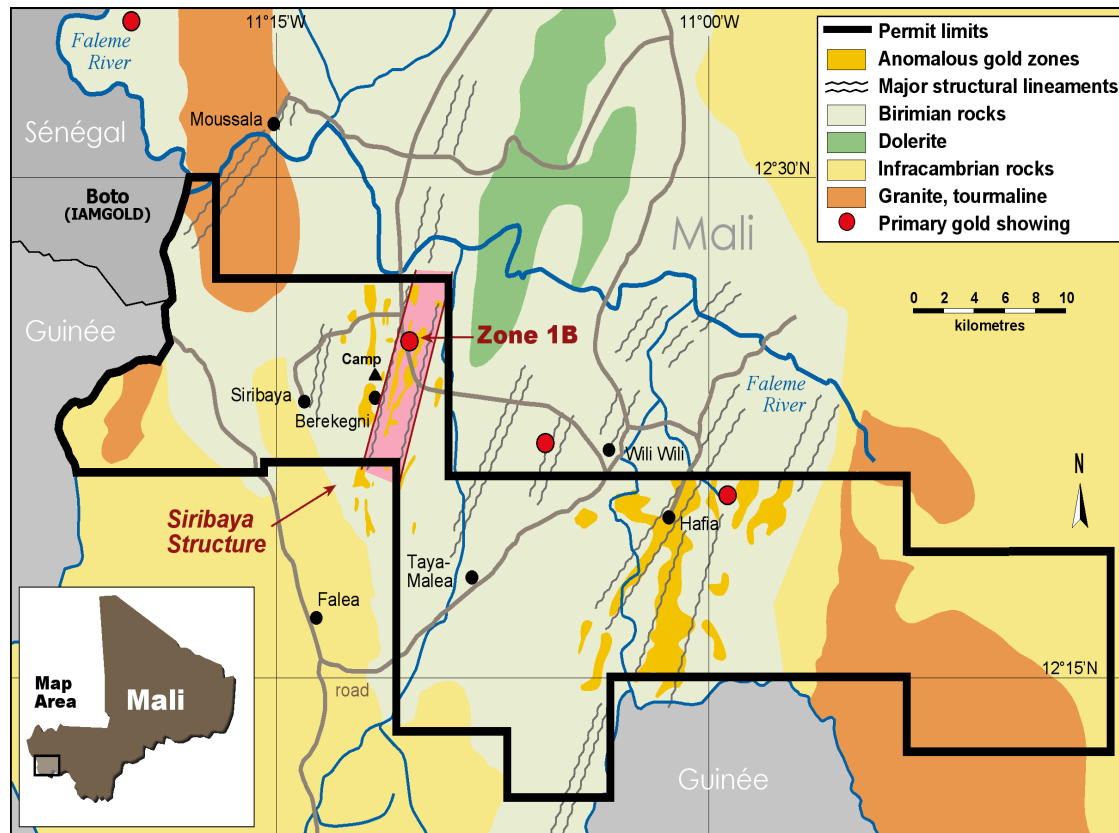 11°15'W
11°00'W
Faleme
River
Moussala
Sénégal
12°30'N
Boto
(IAMGOLD)
Mali
Guinée
Permit limits
Anomalous gold zones
Major structural lineaments
Birimian rocks
Dolerite
Infracambrian rocks
Granite, tourmaline
Primary gold showing
0 2 4 6 8 10
kilometres
Zone 1B
Camp
Siribaya
Berekegni
Faleme
River
Wili Wili
N
Siribaya
Structure
Hafia
Taya-
Malea
Falea
12°15'N
road
Map
Area
Mali
Guinée